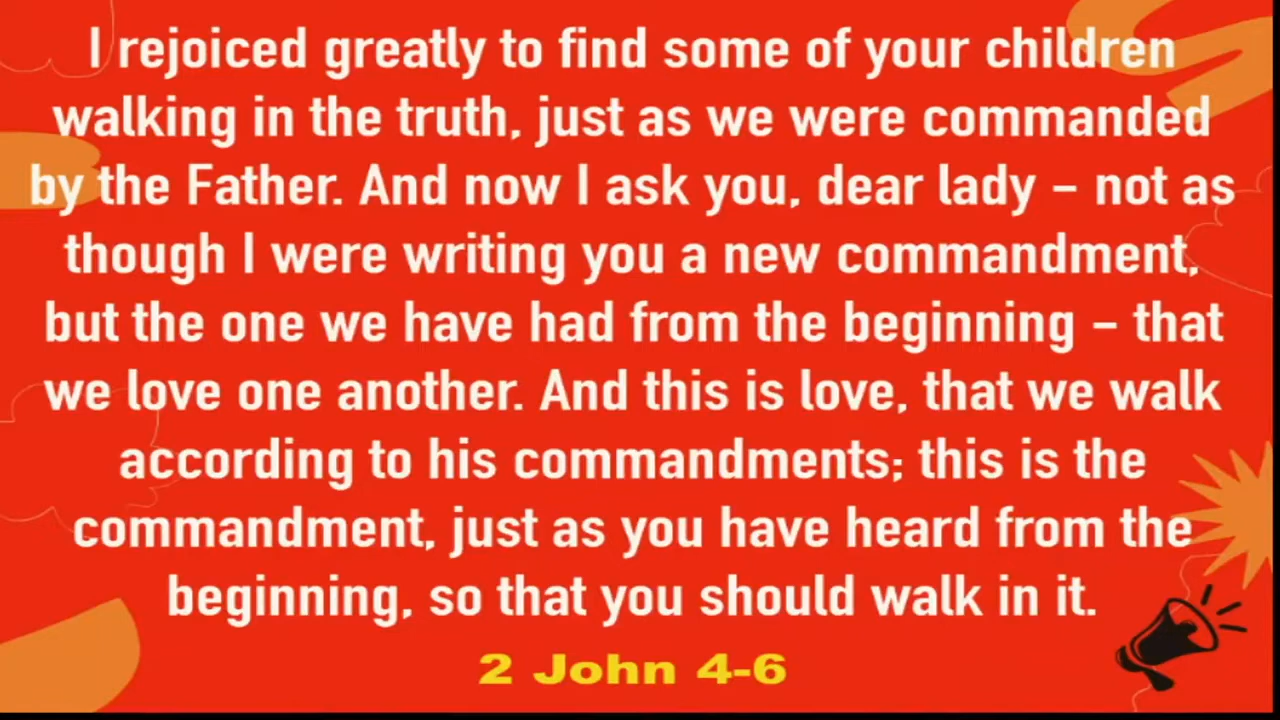 I rejoiced greatly to find some of your children
walking in the truth, just as we were commanded
by the Father. And now I ask you, dear lady – not as
though I were writing you a new commandment,
but the one we have had from the beginning – that
we love one another. And this is love, that we walk
according to his commandments; this is the
commandment, just as you have heard from the
beginning, so that you should walk in it.
2 John 4-6